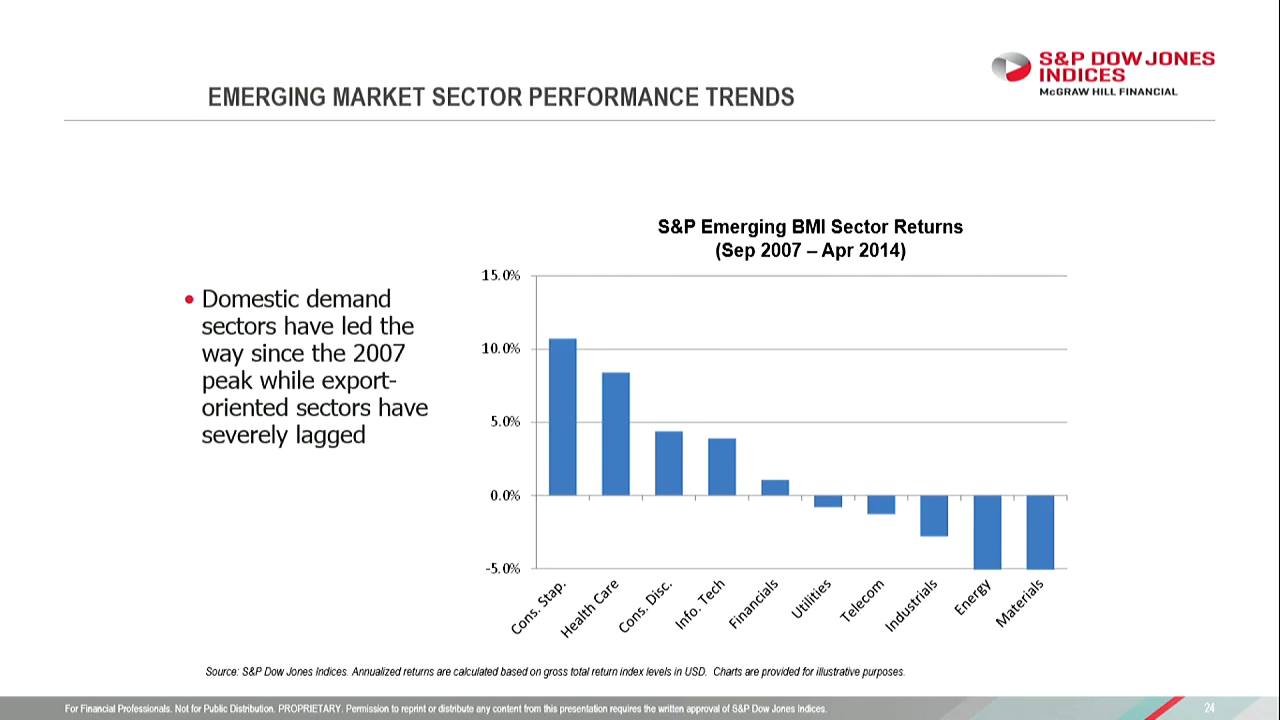 S&P DOW JONES
INDICES
McGRAW HILL FINANCIAL
EMERGING MARKET SECTOR PERFORMANCE TRENDS
• Domestic demand
sectors have led the
way since the 2007
peak while export-
oriented sectors have
severely lagged
S&P Emerging BMI Sector Returns
(Sep 2007 – Apr 2014)
15.0%
10.0%
5.0%
0.0%
-5.0%
Cons. Stap.
Health Care
Cons. Disc.
Info. Tech
Financials
Utilities
Telecom
Industrials
Energy
Materials
Source: S&P Dow Jones Indices. Annualized returns are calculated based on gross total return index levels in USD. Charts are provided for illustrative purposes.
For Financial Professionals. Not for Public Distribution. PROPRIETARY. Permission to reprint or distribute any content from this presentation requires the written approval of S&P Dow Jones Indices.
24